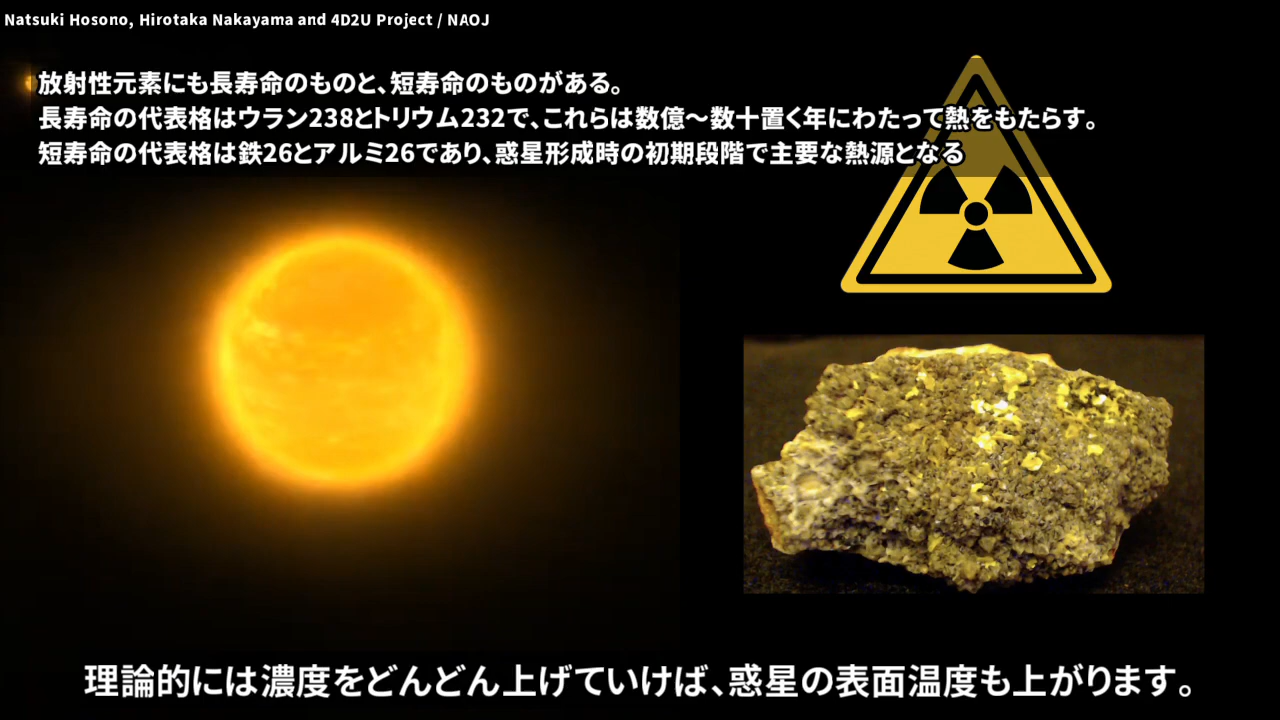 Natsuki Hosono, Hirotaka Nakayama and 4D2U Project / NAOJ
放射性元素にも長寿命のものと、短寿命のものがある。
長寿命の代表格はウラン238とトリウム232で、これらは数億～数十置く年にわたって熱をもたらす。
短寿命の代表格は鉄26とアルミ26であり、惑星形成時の初期段階で主要な熱源となる
理論的には濃度をどんどん上げていけば、惑星の表面温度も上がります。